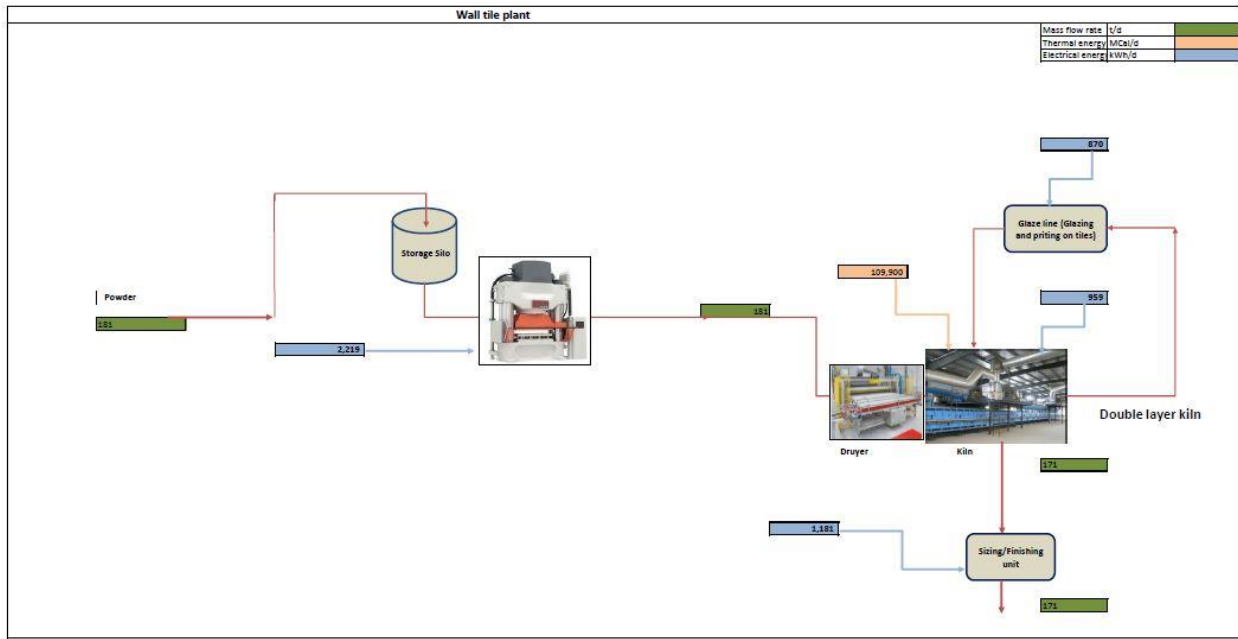 Wall tile plant
Mass flow rate t/d
Thermal energy MCal/d
Electrical energy kWh/d
870
Glaze line (Glazing
and priting on tiles)
Storage Silo
109,900
Powder
959
181
181
2,219
Double layer kiln
Druyer
Kiln
171
1,181
Sizing/Finishing
unit
171